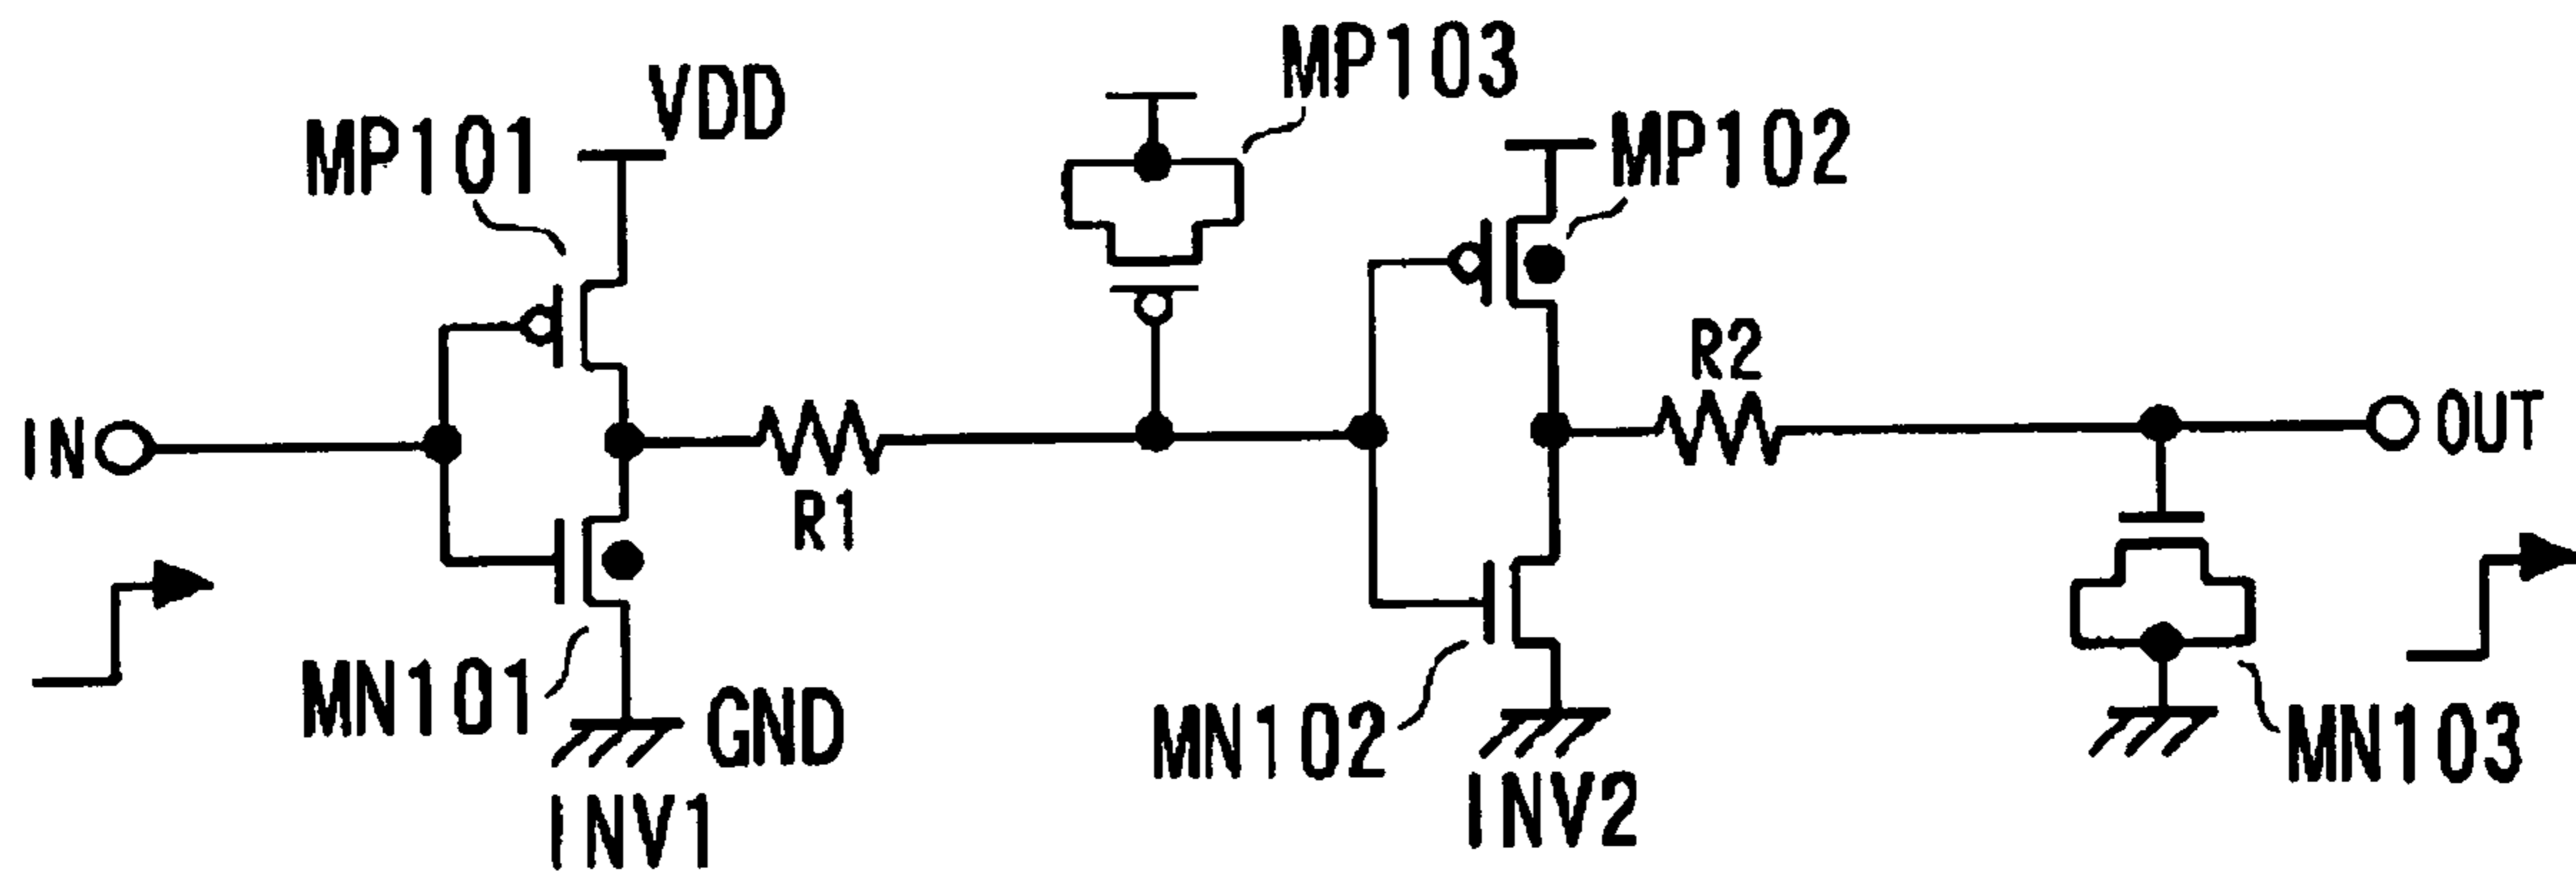 MP103
VDD
MP102
MP101
R2
IN
OUT
R1
MN101
GND
MN102
MN103
INV1
INV2